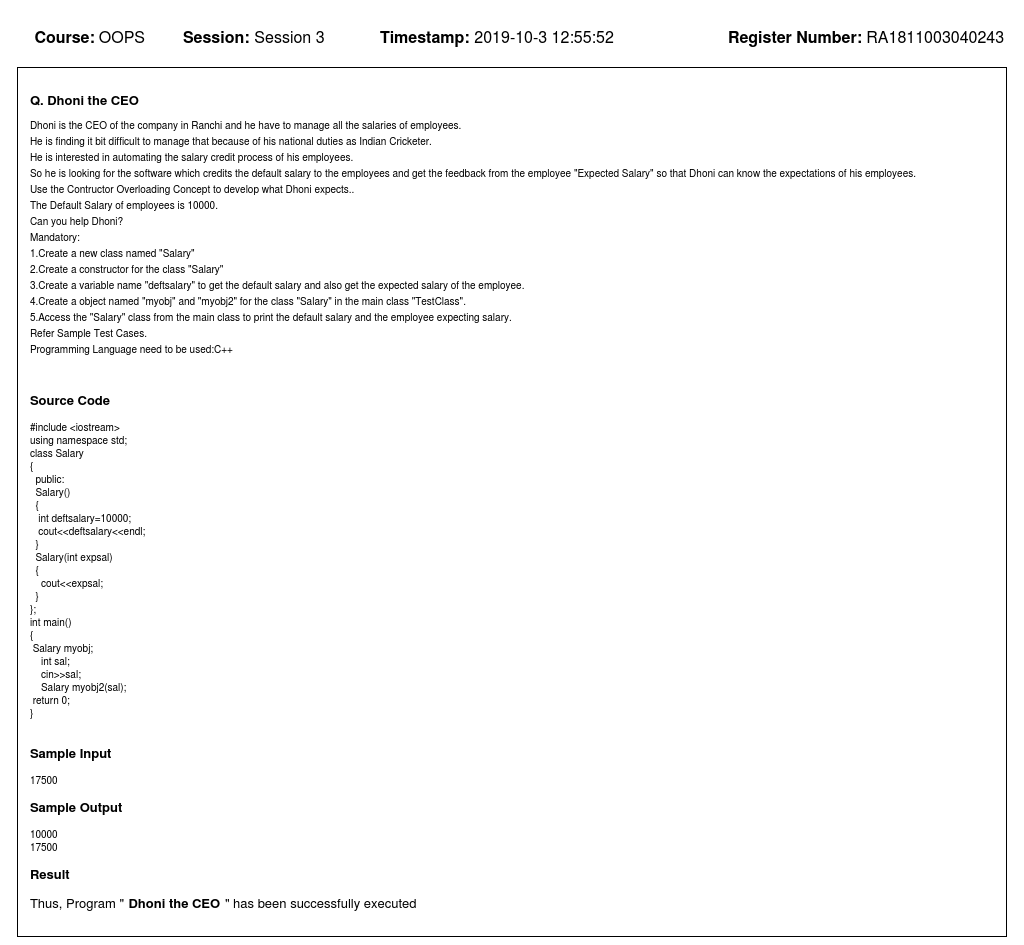 Course: OOPS Session: Session 3 Timestamp: 2019-10-3 12:55:52 Register Number: RA1811003040243
Q. Dhoni the CEO
Dhoni is the CEO of the company in Ranchi and he have to manage all the salaries of employees.
He is finding it bit difficult to manage that because of his national duties as Indian Cricketer.
He is interested in automating the salary credit process of his employees.
So he is looking for the software which credits the default salary to the employees and get the feedback from the employee "Expected Salary" so that Dhoni can know the expectations of his employees.
Use the Contructor Overloading Concept to develop what Dhoni expects..
The Default Salary of employees is 10000.
Can you help Dhoni?
Mandatory:
1.Create a new class named "Salary"
2.Create a constructor for the class "Salary"
3.Create a variable name "deftsalary" to get the default salary and also get the expected salary of the employee.
4.Create a object named "myobj" and "myobj2" for the class "Salary" in the main class "TestClass".
5.Access the "Salary" class from the main class to print the default salary and the employee expecting salary.
Refer Sample Test Cases.
Programming Language need to be used:C++
Source Code
#include <iostream>
using namespace std;
class Salary
{
public:
Salary()
{
int deftsalary=10000;
cout<<deftsalary<<endl;
}
Salary(int expsal)
{
cout<<expsal;
}
};
int main()
{
Salary myobj;
int sal;
cin>>sal;
Salary myobj2(sal);
return 0;
}
Sample Input
17500
Sample Output
10000
17500
Result
Thus, Program " Dhoni the CEO " has been successfully executed